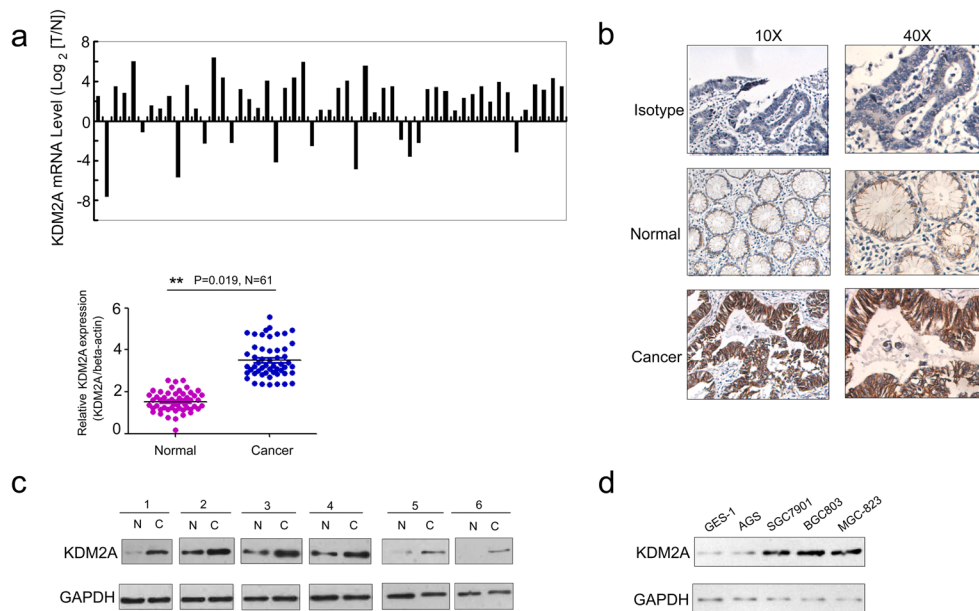 a
KDM2A mRNA Level (Log 2 [T/N])
8
4
0
-4
-8
** P=0.019, N=61
Relative KDM2A expression
(KDM2A/beta-actin)
6
4
2
0
Normal Cancer
b
10X 40X
Isotype
Normal
Cancer
c
1 2 3 4 5 6
N C N C N C N C N C N C
KDM2A
GAPDH
d
GES-1 AGS SGC7901 BGC803 MGC-823
KDM2A
GAPDH